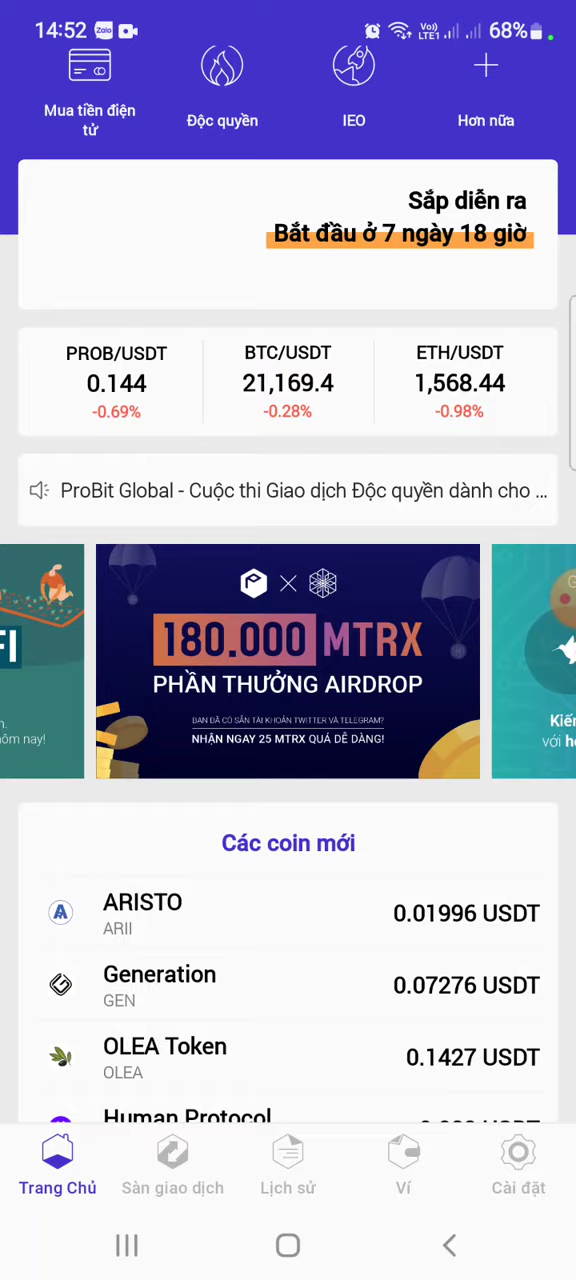 14:52 Zalo Vo)) LTE1 68%
Mua tiền điện tử
Độc quyền
IEO
Hơn nữa
Sắp diễn ra
Bắt đầu ở 7 ngày 18 giờ
PROB/USDT
0.144
-0.69%
BTC/USDT
21,169.4
-0.28%
ETH/USDT
1,568.44
-0.98%
ProBit Global - Cuộc thi Giao dịch Độc quyền dành cho ...
FI
nôm nay!
180.000 MTRX
PHẦN THƯỞNG AIRDROP
BẠN ĐÃ CÓ SẴN TÀI KHOẢN TWITTER VÀ TELEGRAM?
NHẬN NGAY 25 MTRX QUÁ DỄ DÀNG!
Kiế
với h
Các coin mới
ARISTO
ARII
0.01996 USDT
Generation
GEN
0.07276 USDT
OLEA Token
OLEA
0.1427 USDT
Human Protocol
Trang Chủ
Sàn giao dịch
Lịch sử
Ví
Cài đặt